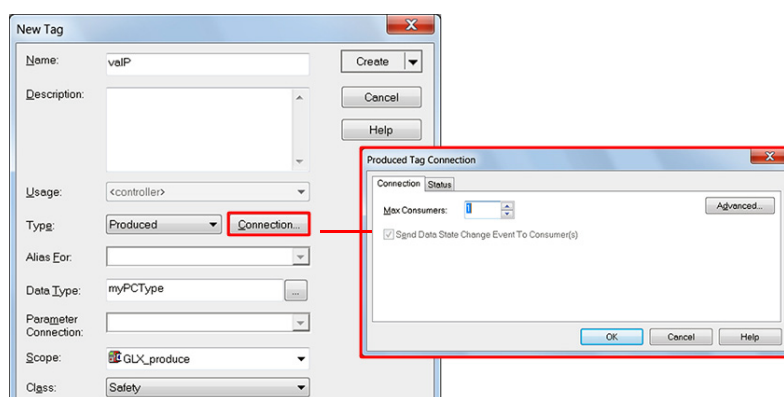 New Tag
Name:
valP
Create
Description:
Cancel
Help
Usage:
<controller>
Type:
Produced
Connection...
Alias For:
Data Type:
myPCType
...
Parameter
Connection:
Scope:
GLX_produce
Class:
Safety
Produced Tag Connection
Connection
Status
Max Consumers:
1
Advanced...
Send Data State Change Event To Consumer(s)
OK
Cancel
Help